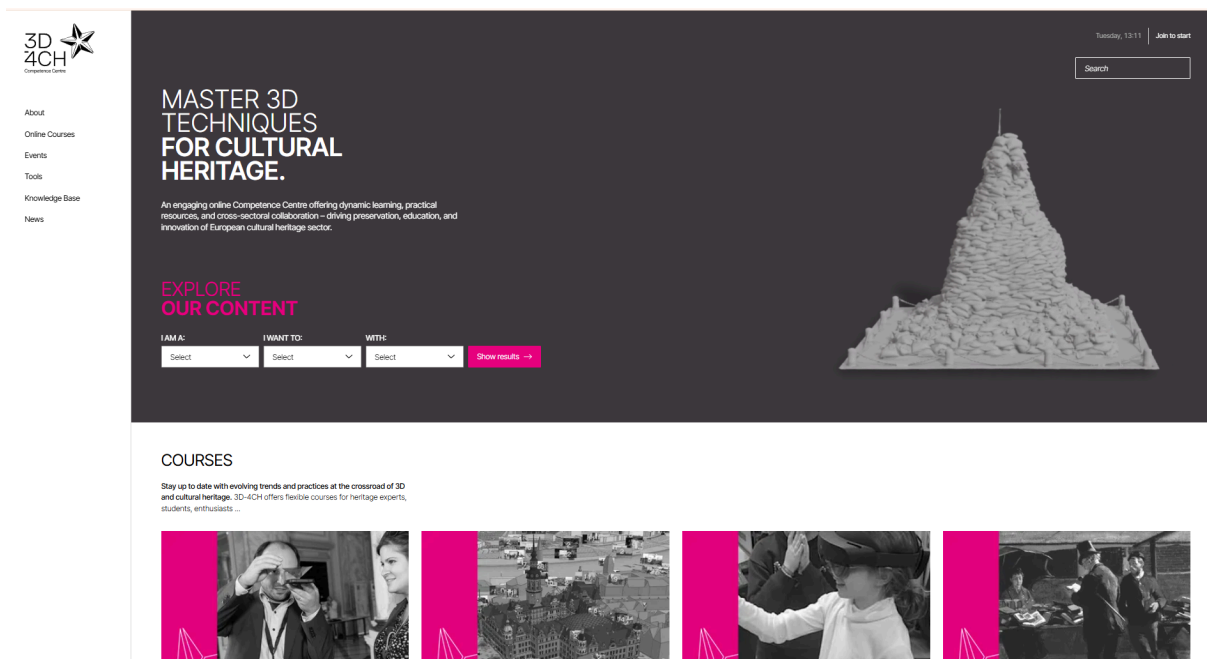 3D
4CH
Competence Centre
About
Online Courses
Events
Tools
Knowledge Base
News
Tuesday, 13:11
Join to start
Search
MASTER 3D
TECHNIQUES
FOR CULTURAL
HERITAGE.
An engaging online Competence Centre offering dynamic learning, practical
resources, and cross-sectoral collaboration – driving preservation, education, and
innovation of European cultural heritage sector.
EXPLORE
OUR CONTENT
I AM A:
I WANT TO:
WITH:
Select
Select
Select
Show results →
COURSES
Stay up to date with evolving trends and practices at the crossroad of 3D
and cultural heritage. 3D-4CH offers flexible courses for heritage experts,
students, enthusiasts ...